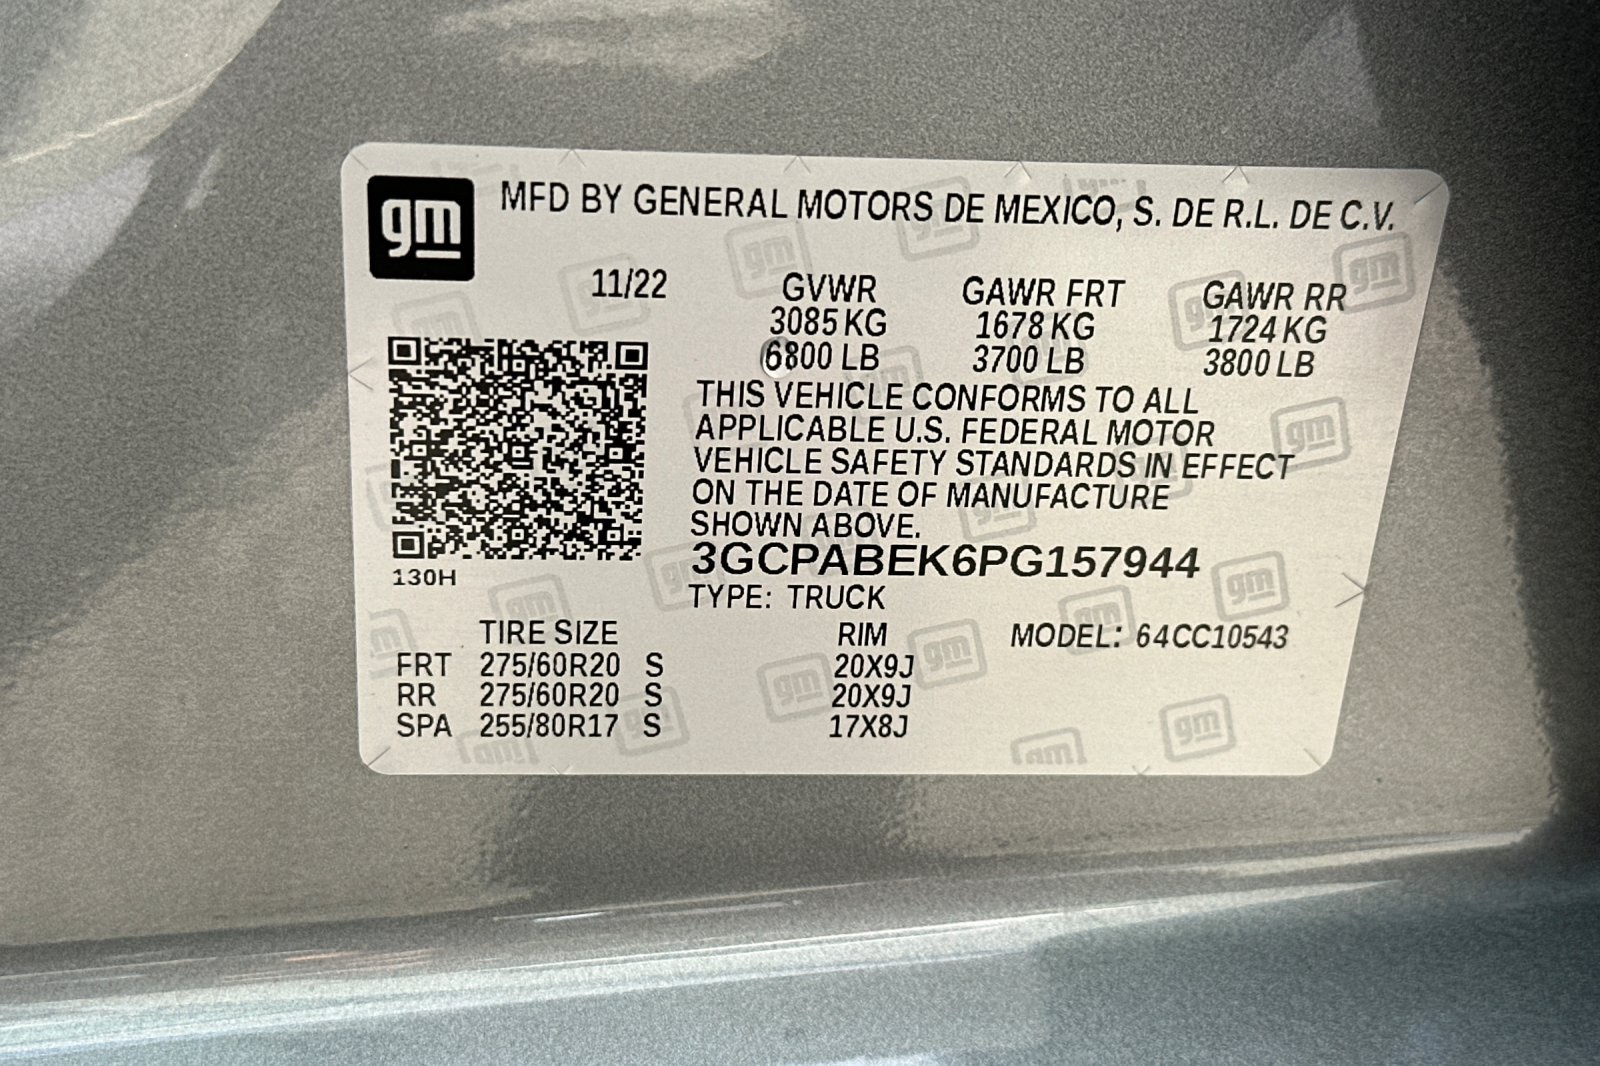 gm MFD BY GENERAL MOTORS DE MEXICO, S. DE R.L. DE C.V.
11/22 GVWR GAWR FRT GAWR RR
3085 KG 1678 KG 1724 KG
6800 LB 3700 LB 3800 LB
THIS VEHICLE CONFORMS TO ALL
APPLICABLE U.S. FEDERAL MOTOR
VEHICLE SAFETY STANDARDS IN EFFECT
ON THE DATE OF MANUFACTURE
SHOWN ABOVE.
3GCPABEK6PG157944
130H
TYPE: TRUCK
TIRE SIZE RIM MODEL: 64CC10543
FRT 275/60R20 S 20X9J
RR 275/60R20 S 20X9J
SPA 255/80R17 S 17X8J